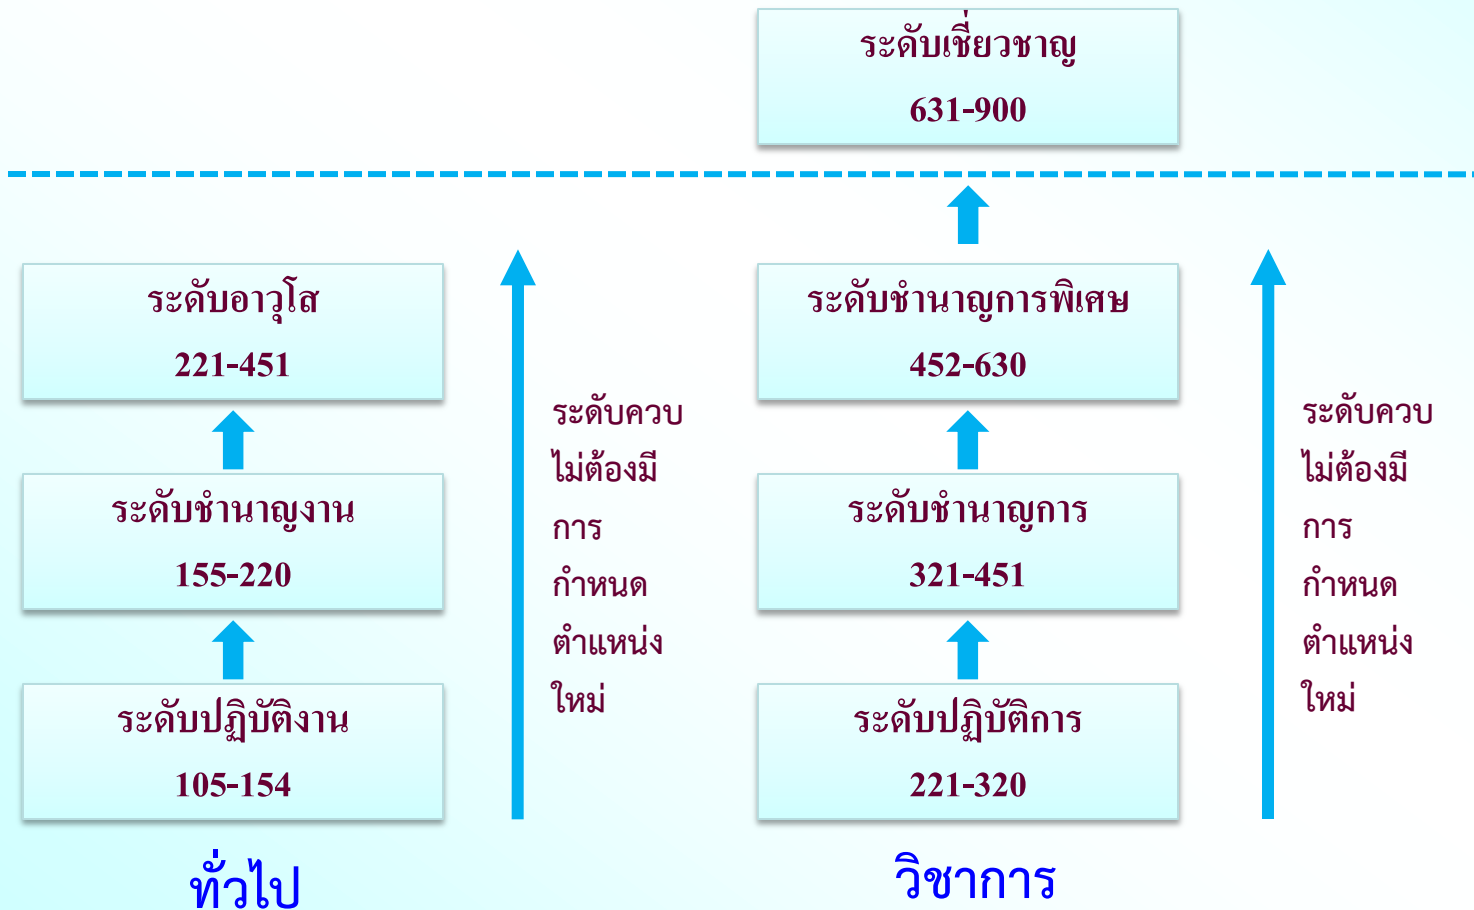 ระดับเชี่ยวชาญ
631-900
ระดับอาวุโส
221-451
ระดับชำนาญงาน
155-220
ระดับปฏิบัติงาน
105-154
ทั่วไป
ระดับควบ
ไม่ต้องมี
การ
กำหนด
ตำแหน่ง
ใหม่
ระดับชำนาญการพิเศษ
452-630
ระดับชำนาญการ
321-451
ระดับปฏิบัติการ
221-320
วิชาการ
ระดับควบ
ไม่ต้องมี
การ
กำหนด
ตำแหน่ง
ใหม่